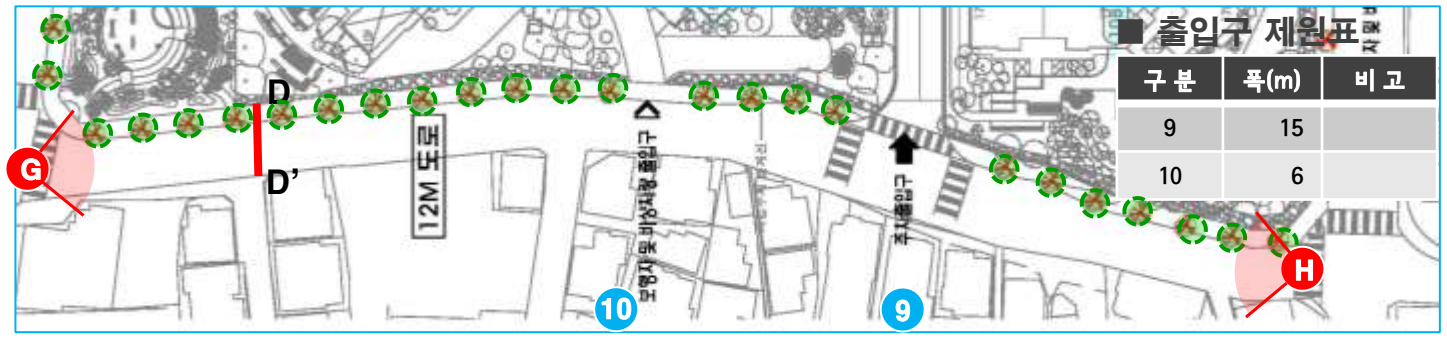 ■ 출입구 제원표
구 분 폭(m) 비 고
9 15
10 6
D
D’
G
H
12M 도로
보행자 및 비상차량 출입구
주차출입구
10
9